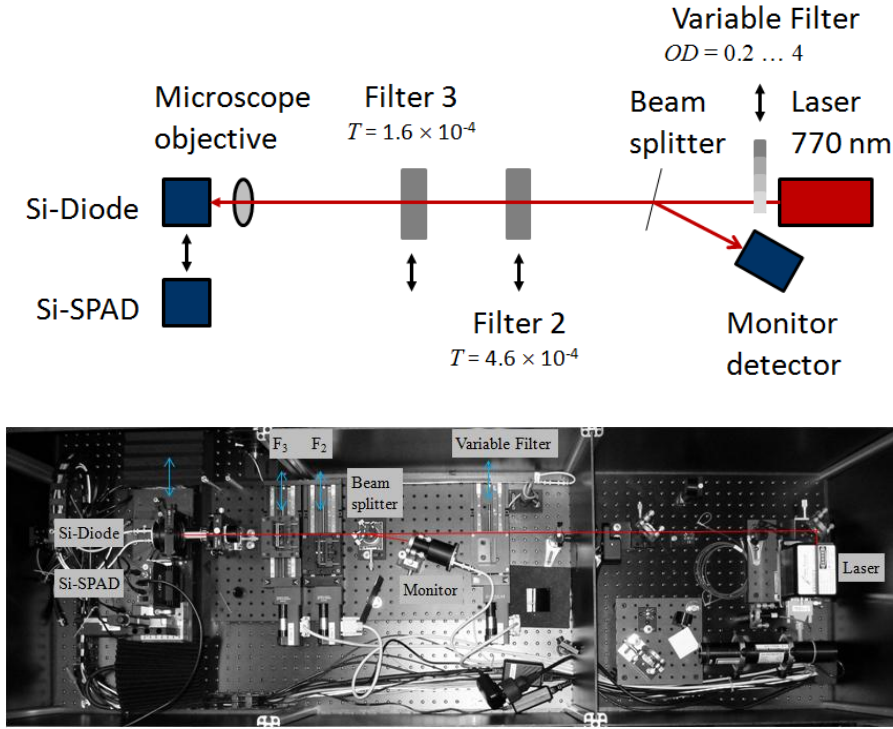 Variable Filter
OD = 0.2 … 4
Microscope
objective
Filter 3
T = 1.6 × 10⁻⁴
Beam
splitter
Laser
770 nm
Si-Diode
Si-SPAD
Filter 2
T = 4.6 × 10⁻⁴
Monitor
detector
F₃
F₂
Variable Filter
Beam
splitter
Si-Diode
Si-SPAD
Monitor
Laser